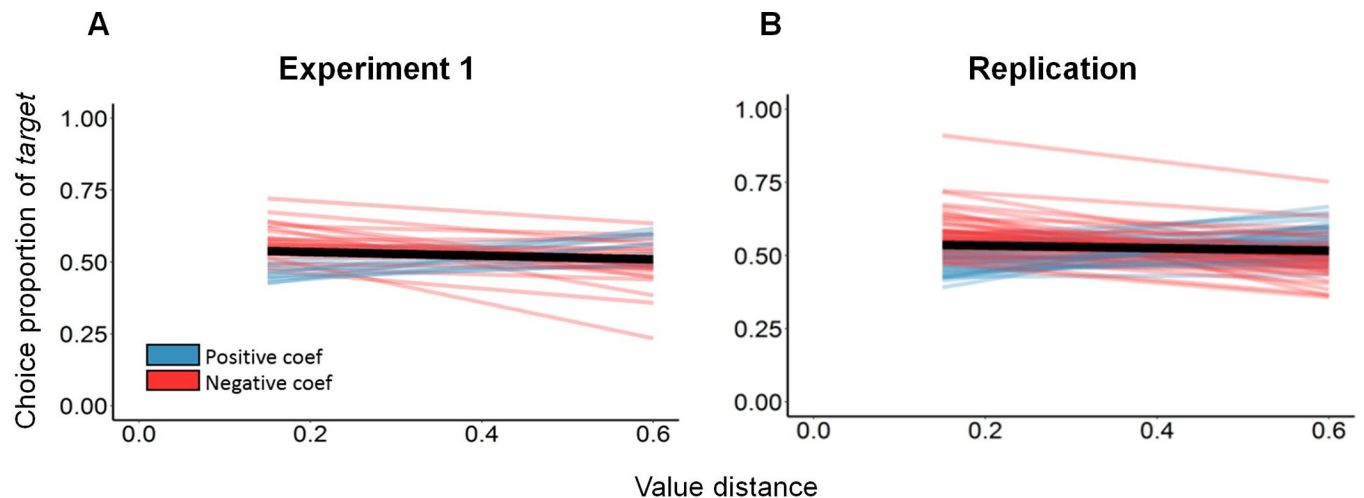 A
Experiment 1
Choice proportion of target
1.00
0.75
0.50
0.25
0.00
Positive coef
Negative coef
0.0 0.2 0.4 0.6
B
Replication
1.00
0.75
0.50
0.25
0.00
0.0 0.2 0.4 0.6
Value distance